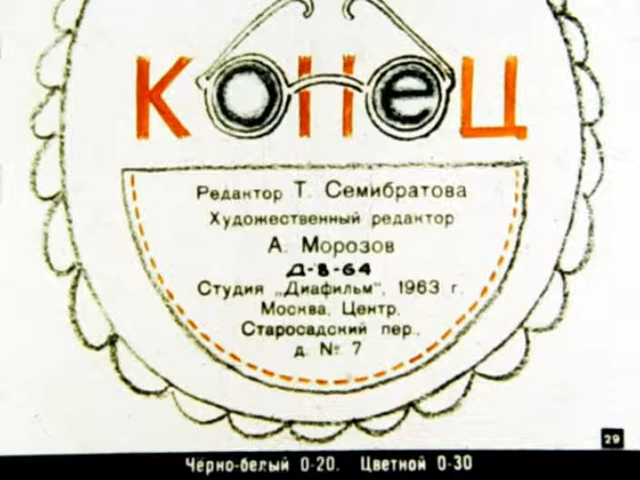 КОНЕЦ
Редактор Т. Семибратова
Художественный редактор
А. Морозов
Д-8-64
Студия „Диафильм“, 1963 г.
Москва, Центр,
Старосадский пер.,
д. № 7
29
Чёрно-белый 0-20. Цветной 0-30